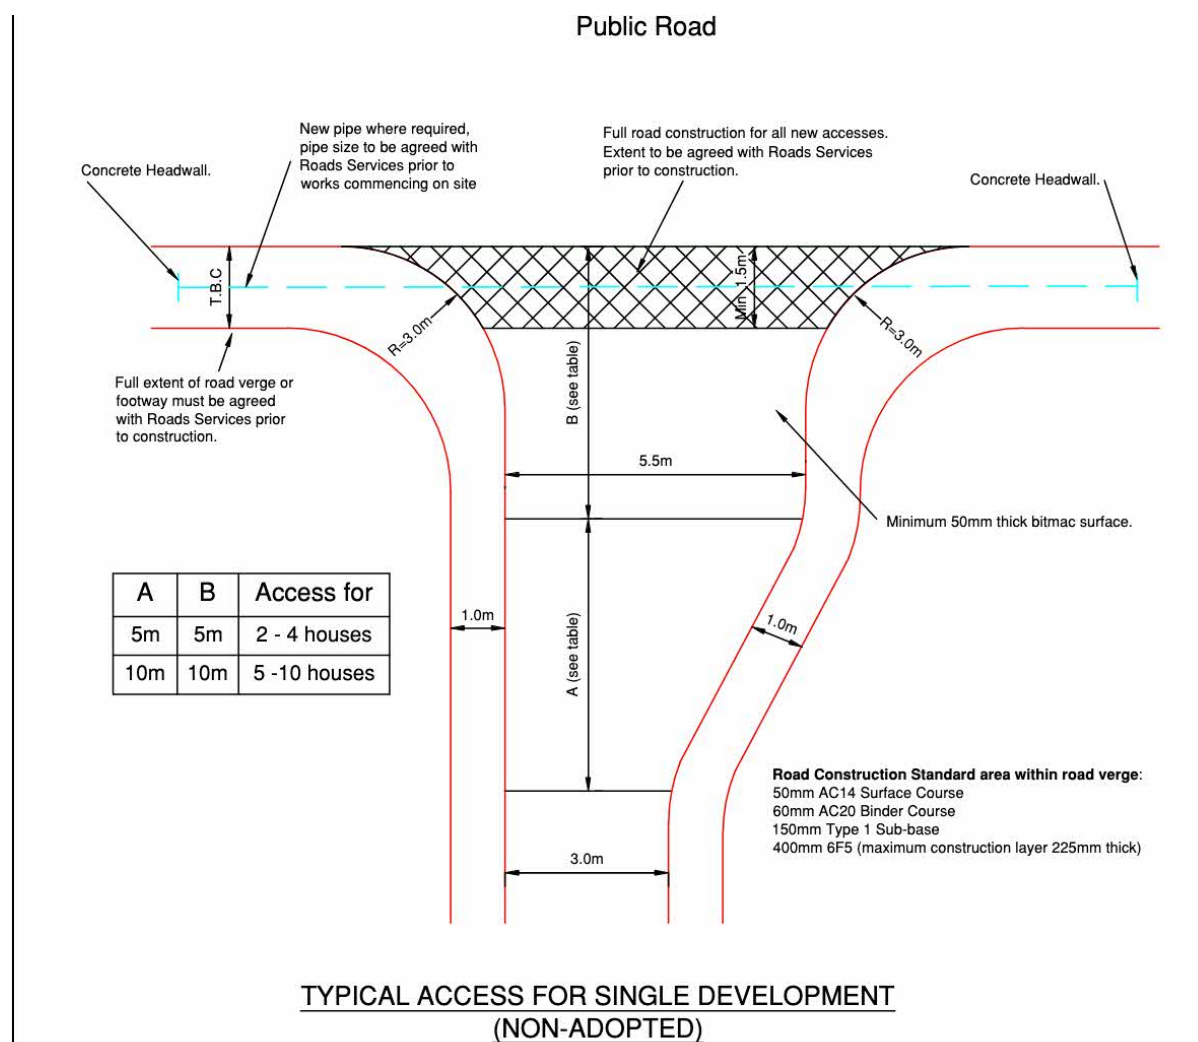 Public Road
New pipe where required,
pipe size to be agreed with
Roads Services prior to
works commencing on site
Full road construction for all new accesses.
Extent to be agreed with Roads Services
prior to construction.
Concrete Headwall.
Concrete Headwall.
T.B.C
Min 1.5m
R=3.0m
R=3.0m
Full extent of road verge or
footway must be agreed
with Roads Services prior
to construction.
B (see table)
5.5m
Minimum 50mm thick bitmac surface.
A B Access for
5m 5m 2 - 4 houses
10m 10m 5 -10 houses
1.0m
A (see table)
1.0m
Road Construction Standard area within road verge:
50mm AC14 Surface Course
60mm AC20 Binder Course
150mm Type 1 Sub-base
400mm 6F5 (maximum construction layer 225mm thick)
3.0m
TYPICAL ACCESS FOR SINGLE DEVELOPMENT
(NON-ADOPTED)